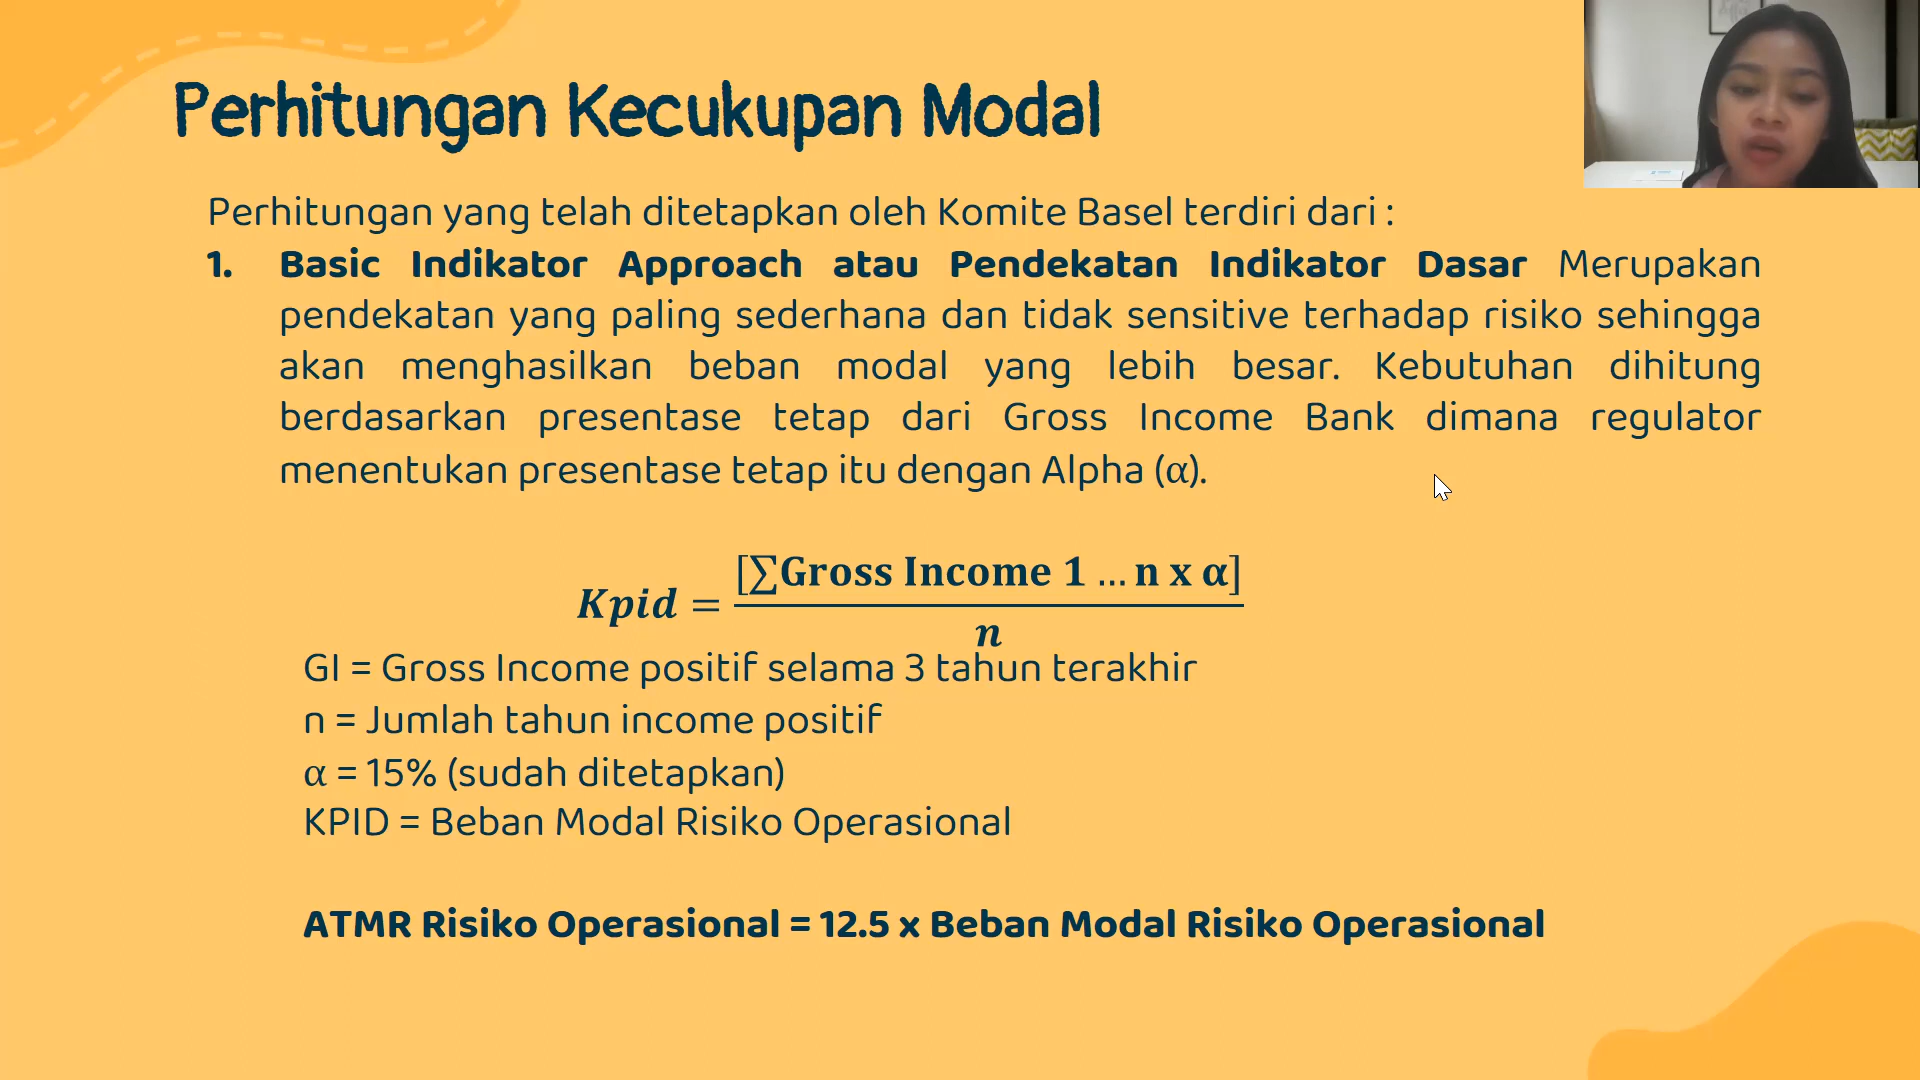 Perhitungan Kecukupan Modal
Perhitungan yang telah ditetapkan oleh Komite Basel terdiri dari :
1. Basic Indikator Approach atau Pendekatan Indikator Dasar Merupakan
pendekatan yang paling sederhana dan tidak sensitive terhadap risiko sehingga
akan menghasilkan beban modal yang lebih besar. Kebutuhan dihitung
berdasarkan presentase tetap dari Gross Income Bank dimana regulator
menentukan presentase tetap itu dengan Alpha (α).
[∑Gross Income 1 ... n x α]
Kpid =
n
GI = Gross Income positif selama 3 tahun terakhir
n = Jumlah tahun income positif
α = 15% (sudah ditetapkan)
KPID = Beban Modal Risiko Operasional
ATMR Risiko Operasional = 12.5 x Beban Modal Risiko Operasional